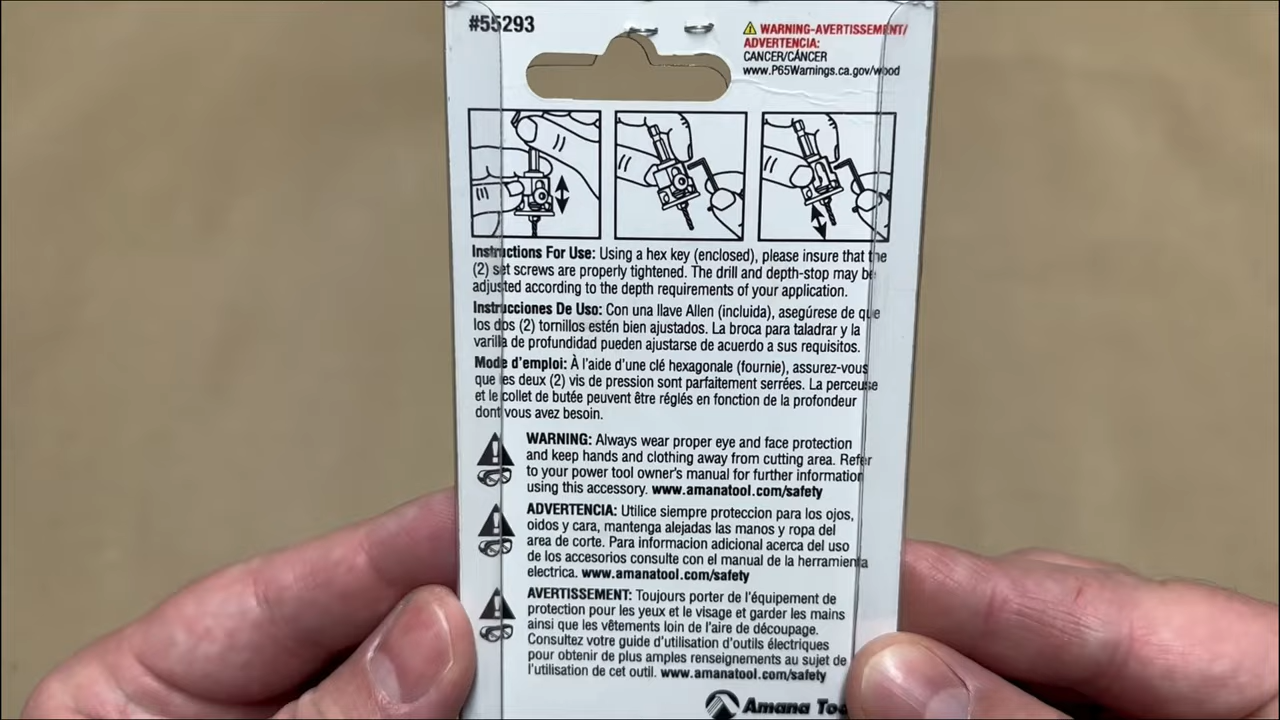 #55293
WARNING-AVERTISSEMENT/
ADVERTENCIA:
CANCER/CÁNCER
www.P65Warnings.ca.gov/wood
Instructions For Use: Using a hex key (enclosed), please insure that the
(2) set screws are properly tightened. The drill and depth-stop may be
adjusted according to the depth requirements of your application.
Instrucciones De Uso: Con una llave Allen (incluida), asegúrese de que
los dos (2) tornillos estén bien ajustados. La broca para taladrar y la
varilla de profundidad pueden ajustarse de acuerdo a sus requisitos.
Mode d'emploi: À l'aide d'une clé hexagonale (fournie), assurez-vous
que les deux (2) vis de pression sont parfaitement serrées. La perceuse
et le collet de butée peuvent être réglés en fonction de la profondeur
dont vous avez besoin.
WARNING: Always wear proper eye and face protection
and keep hands and clothing away from cutting area. Refer
to your power tool owner's manual for further information
using this accessory. www.amanatool.com/safety
ADVERTENCIA: Utilice siempre proteccion para los ojos,
oidos y cara, mantenga alejadas las manos y ropa del
area de corte. Para informacion adicional acerca del uso
de los accesorios consulte con el manual de la herramienta
electrica. www.amanatool.com/safety
AVERTISSEMENT: Toujours porter de l'équipement de
protection pour les yeux et le visage et garder les mains
ainsi que les vêtements loin de l'aire de découpage.
Consultez votre guide d'utilisation d'outils électriques
pour obtenir de plus amples renseignements au sujet de
l'utilisation de cet outil. www.amanatool.com/safety
Amana Too